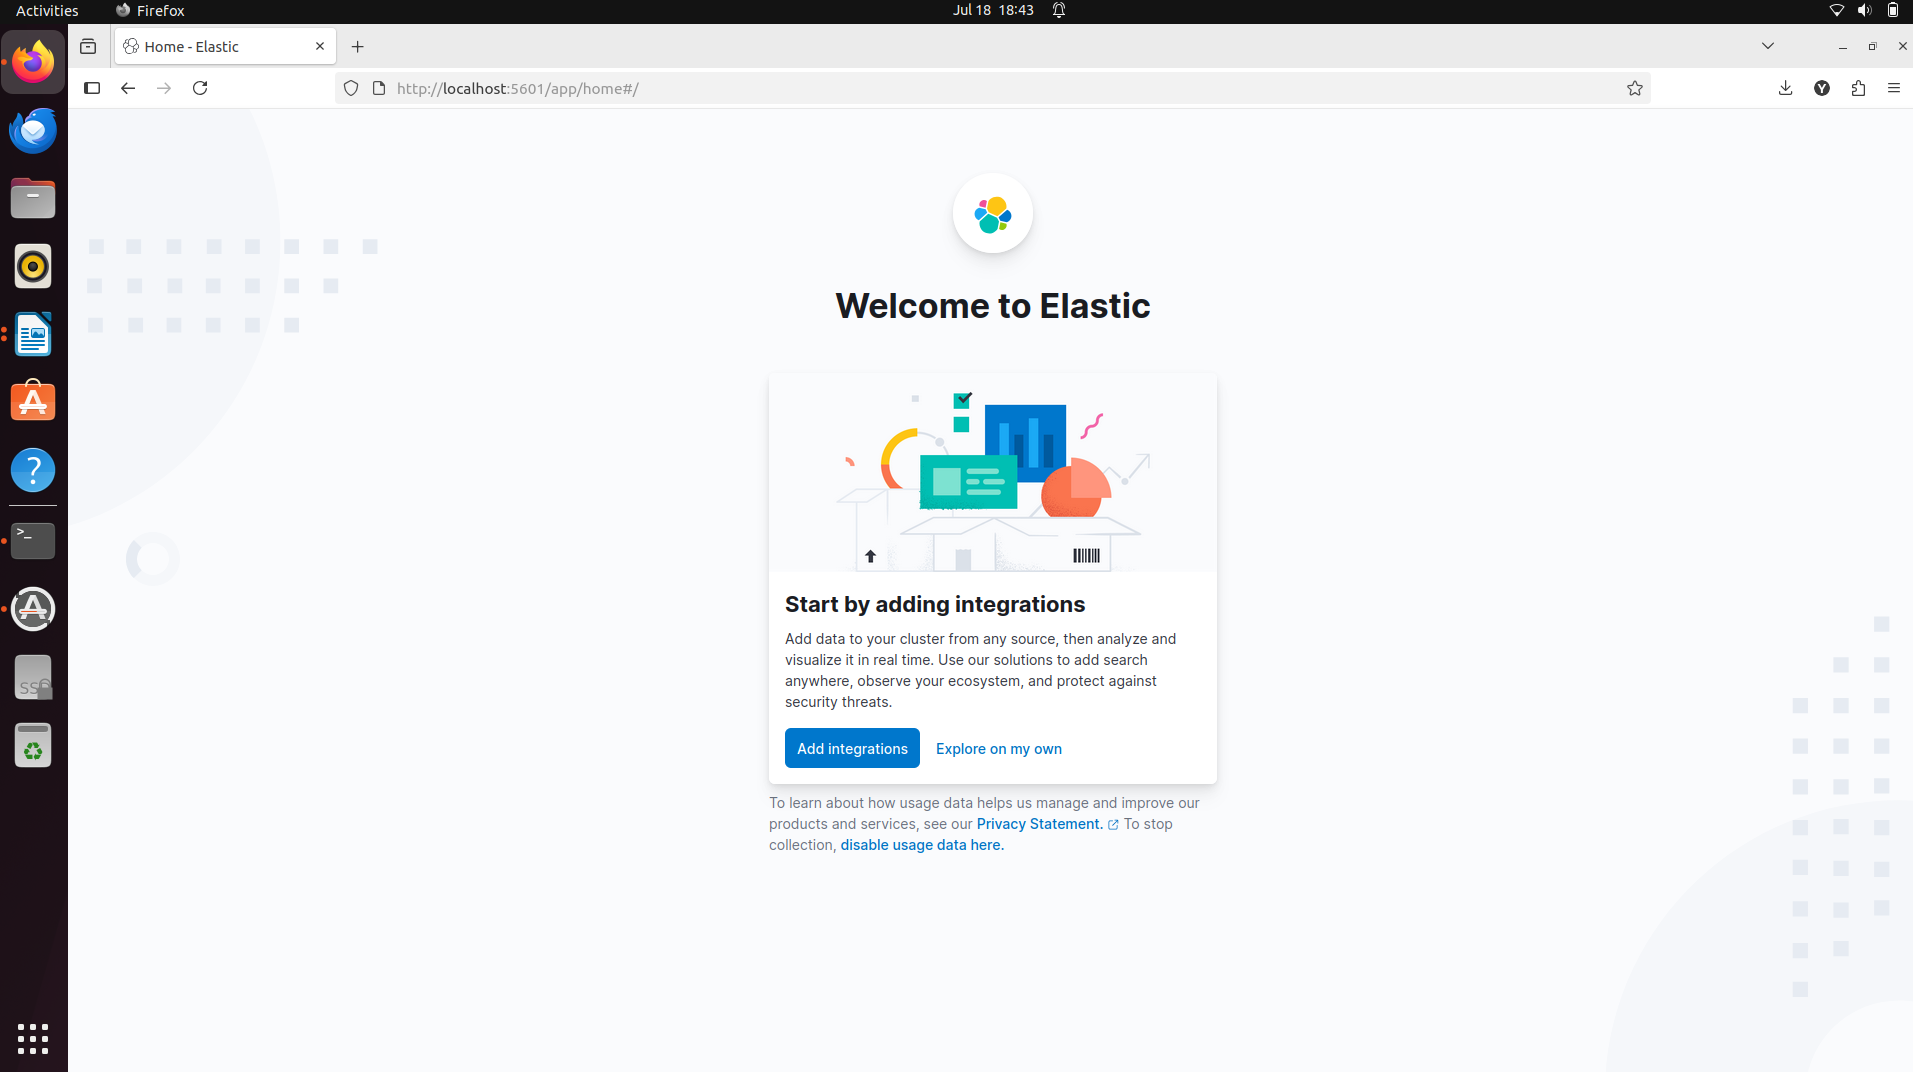 Activities
Firefox
Jul 18 18:43
Home - Elastic
http://localhost:5601/app/home#/
Y
Welcome to Elastic
Start by adding integrations
Add data to your cluster from any source, then analyze and
visualize it in real time. Use our solutions to add search
anywhere, observe your ecosystem, and protect against
security threats.
Add integrations
Explore on my own
To learn about how usage data helps us manage and improve our
products and services, see our Privacy Statement. To stop
collection, disable usage data here.
?
>_
SSD